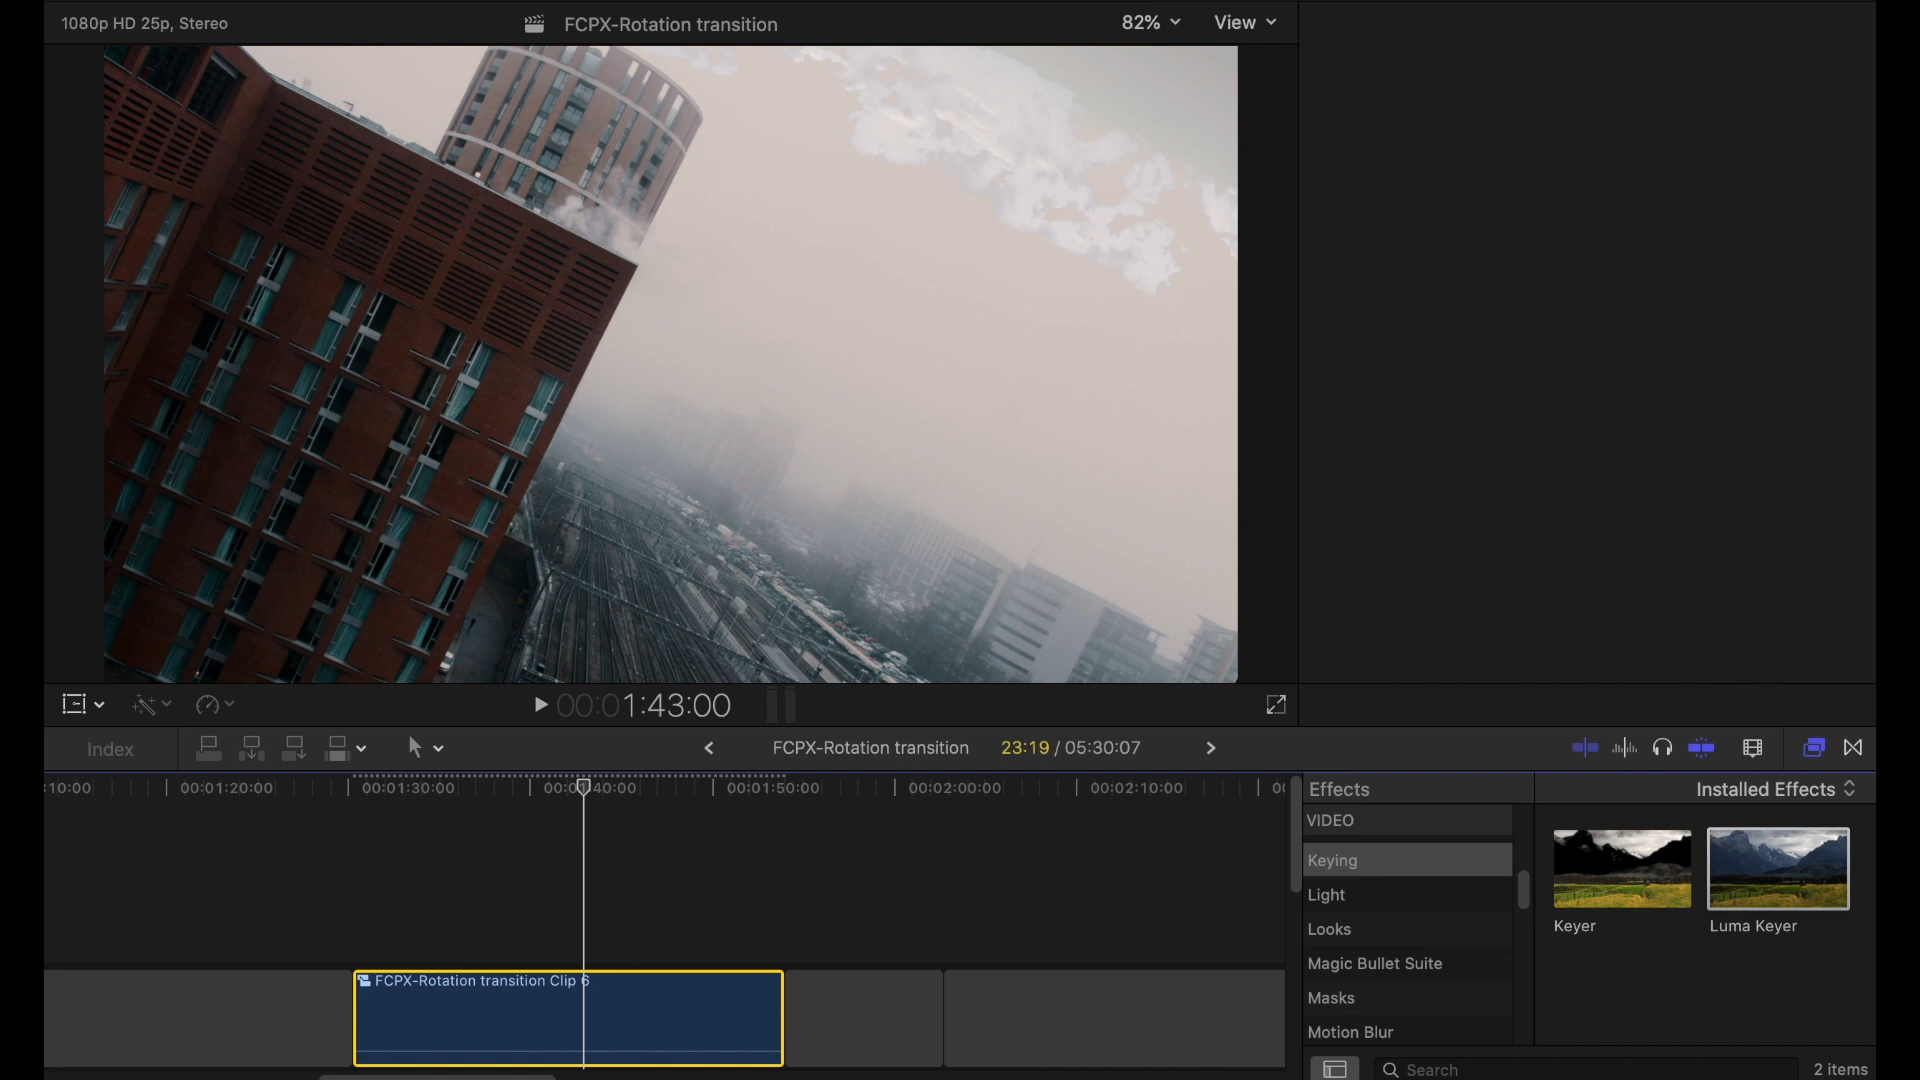 1080p HD 25p, Stereo
FCPX-Rotation transition
82%
View
00:01:43:00
Index
FCPX-Rotation transition
23:19 / 05:30:07
:10:00
00:01:20:00
00:01:30:00
00:01:40:00
00:01:50:00
00:02:00:00
00:02:10:00
Effects
Installed Effects
VIDEO
Keying
Light
Looks
Magic Bullet Suite
Masks
Motion Blur
Keyer
Luma Keyer
FCPX-Rotation transition Clip 6
Search
2 items